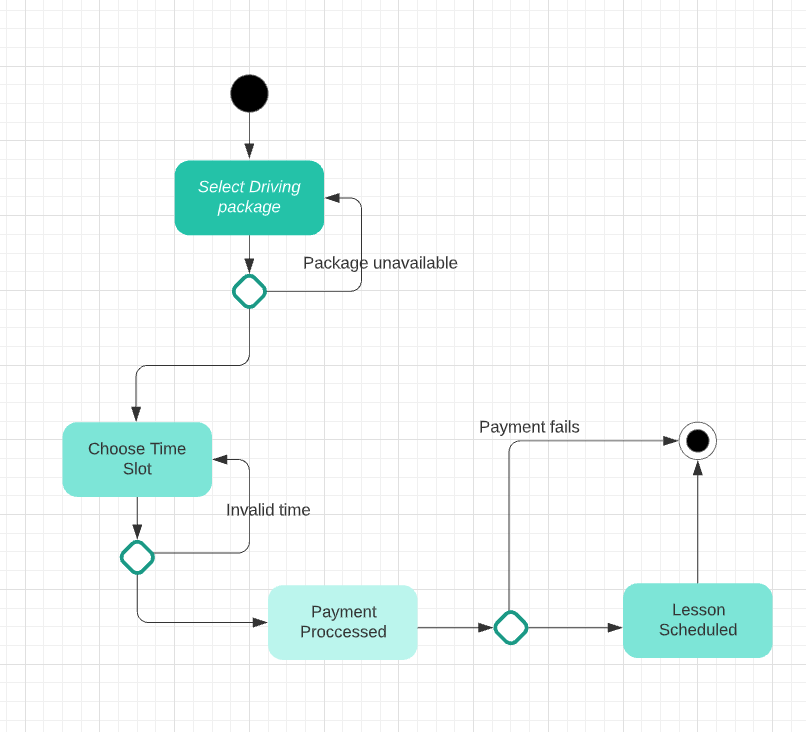 Select Driving
package
Package unavailable
Choose Time
Slot
Invalid time
Payment
Proccessed
Payment fails
Lesson
Scheduled